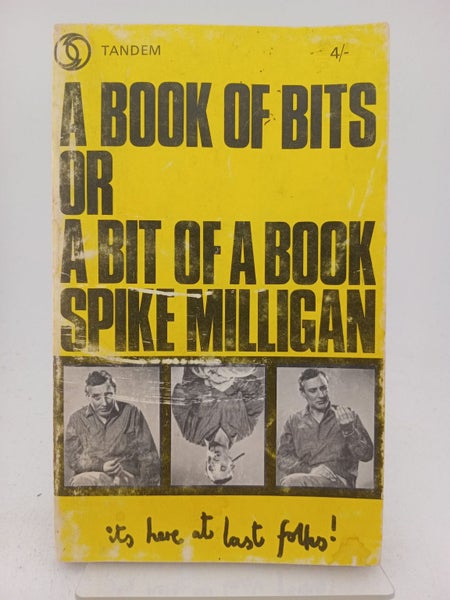 TANDEM 4/-
A BOOK OF BITS
OR
A BIT OF A BOOK
SPIKE MILLIGAN
its here at last folks!